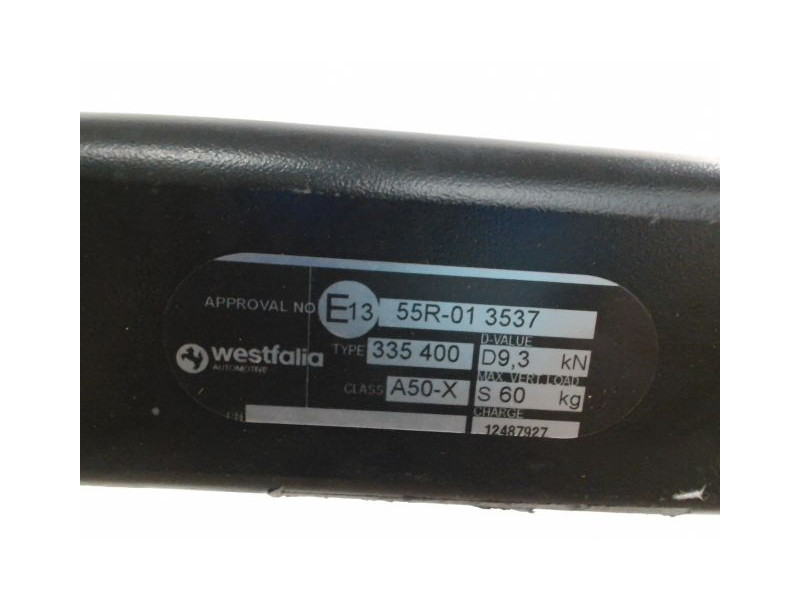 APPROVAL NO E13 55R-01 3537
westfalia
AUTOMOTIVE
TYPE 335 400
D-VALUE
D9,3 kN
CLASS A50-X
MAX. VERT. LOAD
S 60 kg
CHARGE
12487927